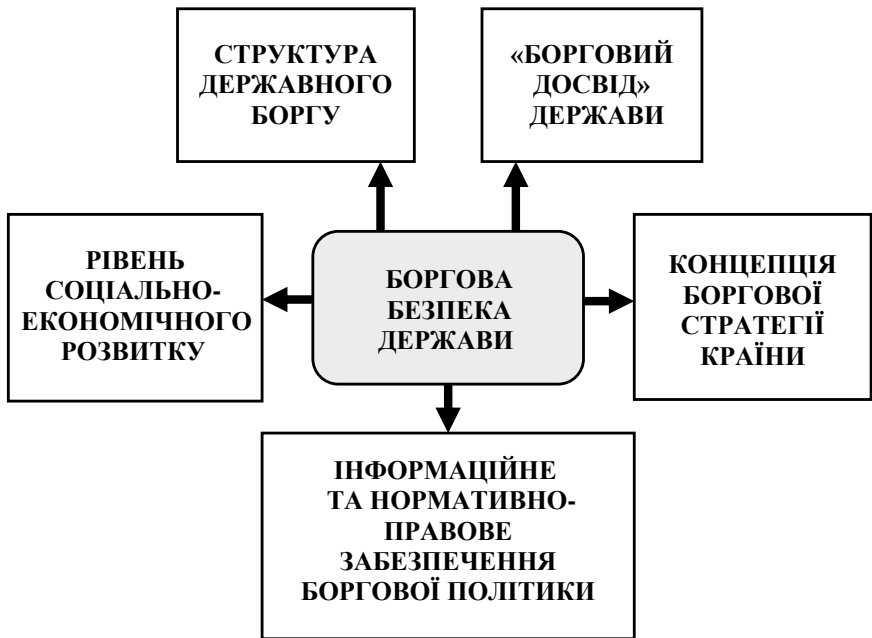 СТРУКТУРА
ДЕРЖАВНОГО
БОРГУ
«БОРГОВИЙ
ДОСВІД»
ДЕРЖАВИ
РІВЕНЬ
СОЦІАЛЬНО-
ЕКОНОМІЧНОГО
РОЗВИТКУ
БОРГОВА
БЕЗПЕКА
ДЕРЖАВИ
КОНЦЕПЦІЯ
БОРГОВОЇ
СТРАТЕГІЇ
КРАЇНИ
ІНФОРМАЦІЙНЕ
ТА НОРМАТИВНО-
ПРАВОВЕ
ЗАБЕЗПЕЧЕННЯ
БОРГОВОЇ ПОЛІТИКИ